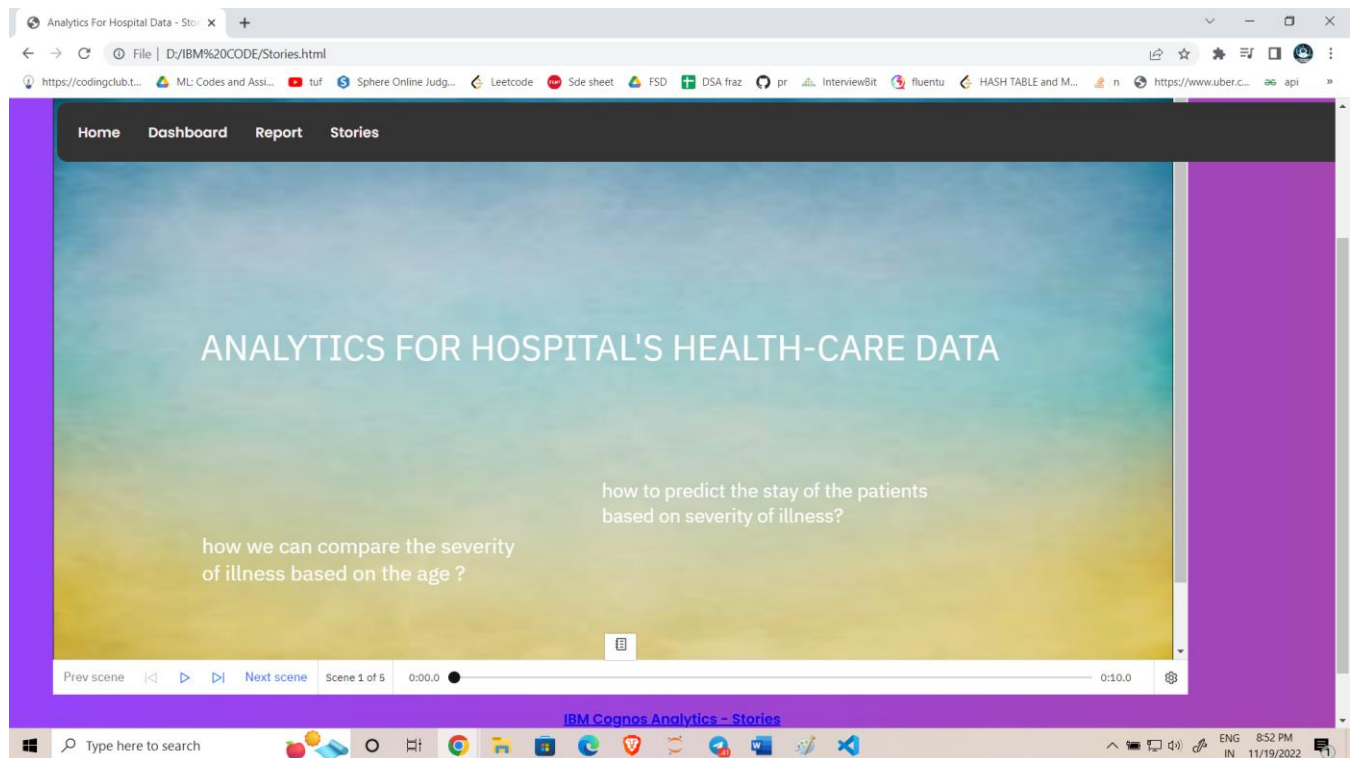 Analytics For Hospital Data - Stor
File | D:/IBM%20CODE/Stories.html
https://codingclub.t... ML: Codes and Assi... tuf Sphere Online Judg... Leetcode Sde sheet FSD DSA fraz pr InterviewBit fluentu HASH TABLE and M... n https://www.uber.c... api »
Home Dashboard Report Stories
ANALYTICS FOR HOSPITAL'S HEALTH-CARE DATA
how to predict the stay of the patients
based on severity of illness?
how we can compare the severity
of illness based on the age ?
Prev scene Next scene Scene 1 of 5 0:00.0 0:10.0
IBM Cognos Analytics - Stories
Type here to search
ENG 8:52 PM
IN 11/19/2022